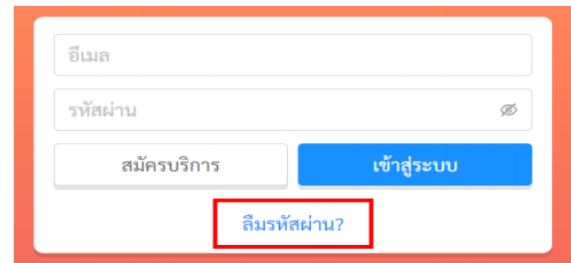 อีเมล
รหัสผ่าน
สมัครบริการ เข้าสู่ระบบ
ลืมรหัสผ่าน?